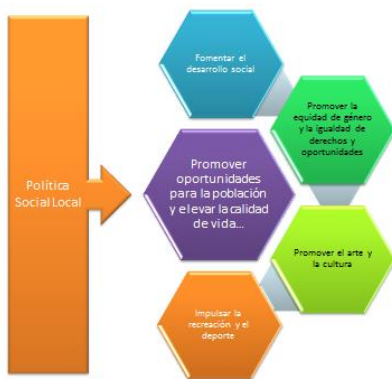 Política
Social Local
Fomentar el
desarrollo social
Promover la
equidad de género
y la igualdad de
derechos y
oportunidades
Promover
oportunidades
para la población
y elevar la calidad
de vida...
Promover el arte y
la cultura
Impulsar la
recreación y el
deporte